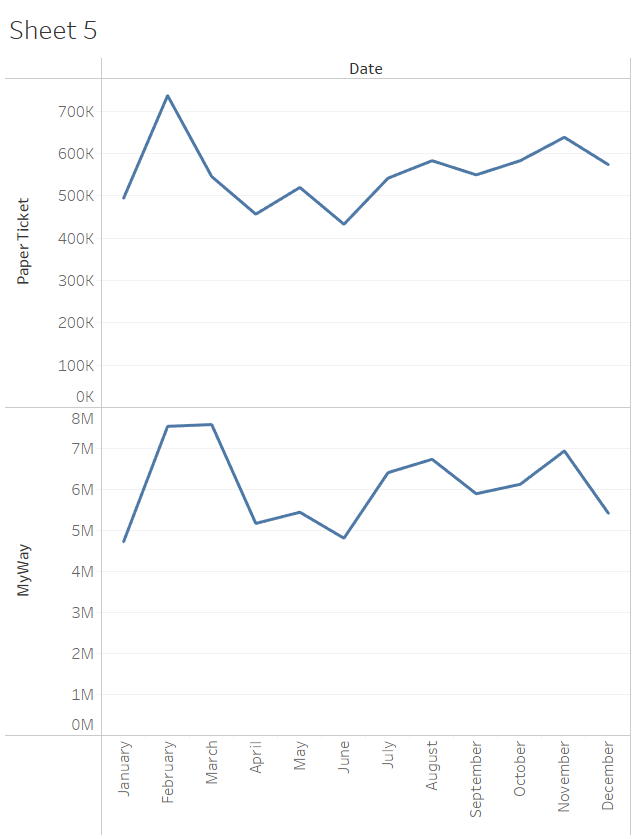 Sheet 5
Date
Paper Ticket
700K
600K
500K
400K
300K
200K
100K
0K
MyWay
8M
7M
6M
5M
4M
3M
2M
1M
0M
January
February
March
April
May
June
July
August
September
October
November
December